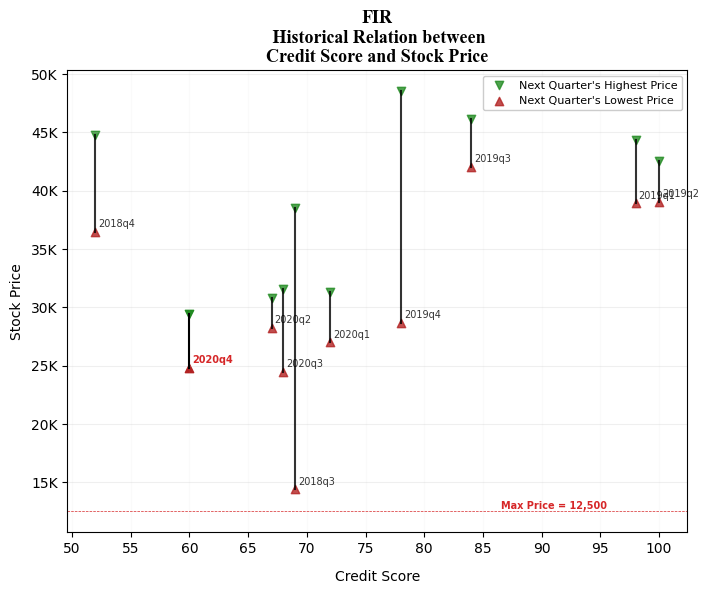 FIR
Historical Relation between
Credit Score and Stock Price
50K
45K
40K
35K
30K
25K
20K
15K
Stock Price
Next Quarter's Highest Price
Next Quarter's Lowest Price
2019q3
2019q1
2019q2
2018q4
2020q2
2019q4
2020q1
2020q4
2020q3
2018q3
Max Price = 12,500
50 55 60 65 70 75 80 85 90 95 100
Credit Score